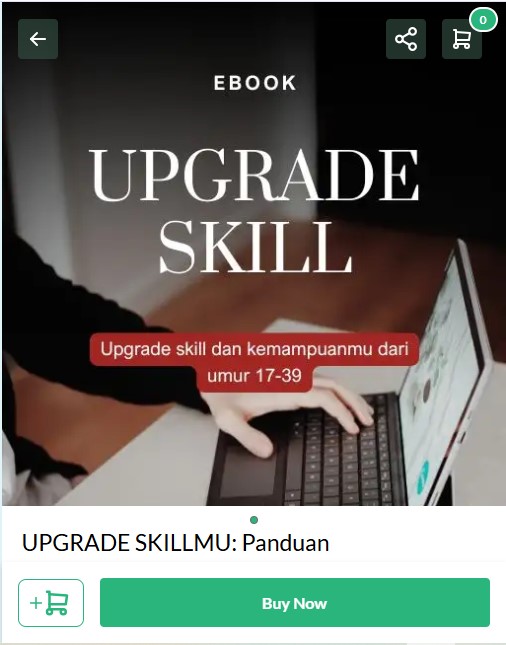 0
EBOOK
UPGRADE
SKILL
Upgrade skill dan kemampuanmu dari
umur 17-39
UPGRADE SKILLMU: Panduan
+
Buy Now